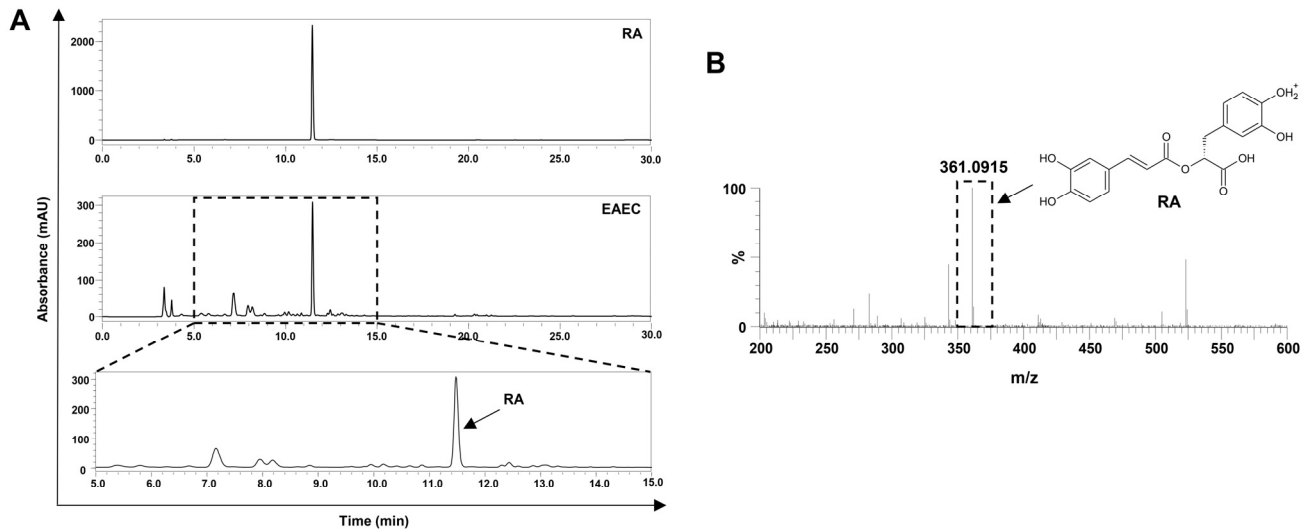 A
RA
2000
1000
0
0.0 5.0 10.0 15.0 20.0 25.0 30.0
EAEC
300
200
100
0
0.0 5.0 10.0 15.0 20.0 25.0 30.0
RA
300
200
100
0
5.0 6.0 7.0 8.0 9.0 10.0 11.0 12.0 13.0 14.0 15.0
Absorbance (mAU)
Time (min)
B
OH2+
OH
O
HO
O
OH
HO
O
RA
361.0915
100
%
0
200 250 300 350 400 450 500 550 600
m/z